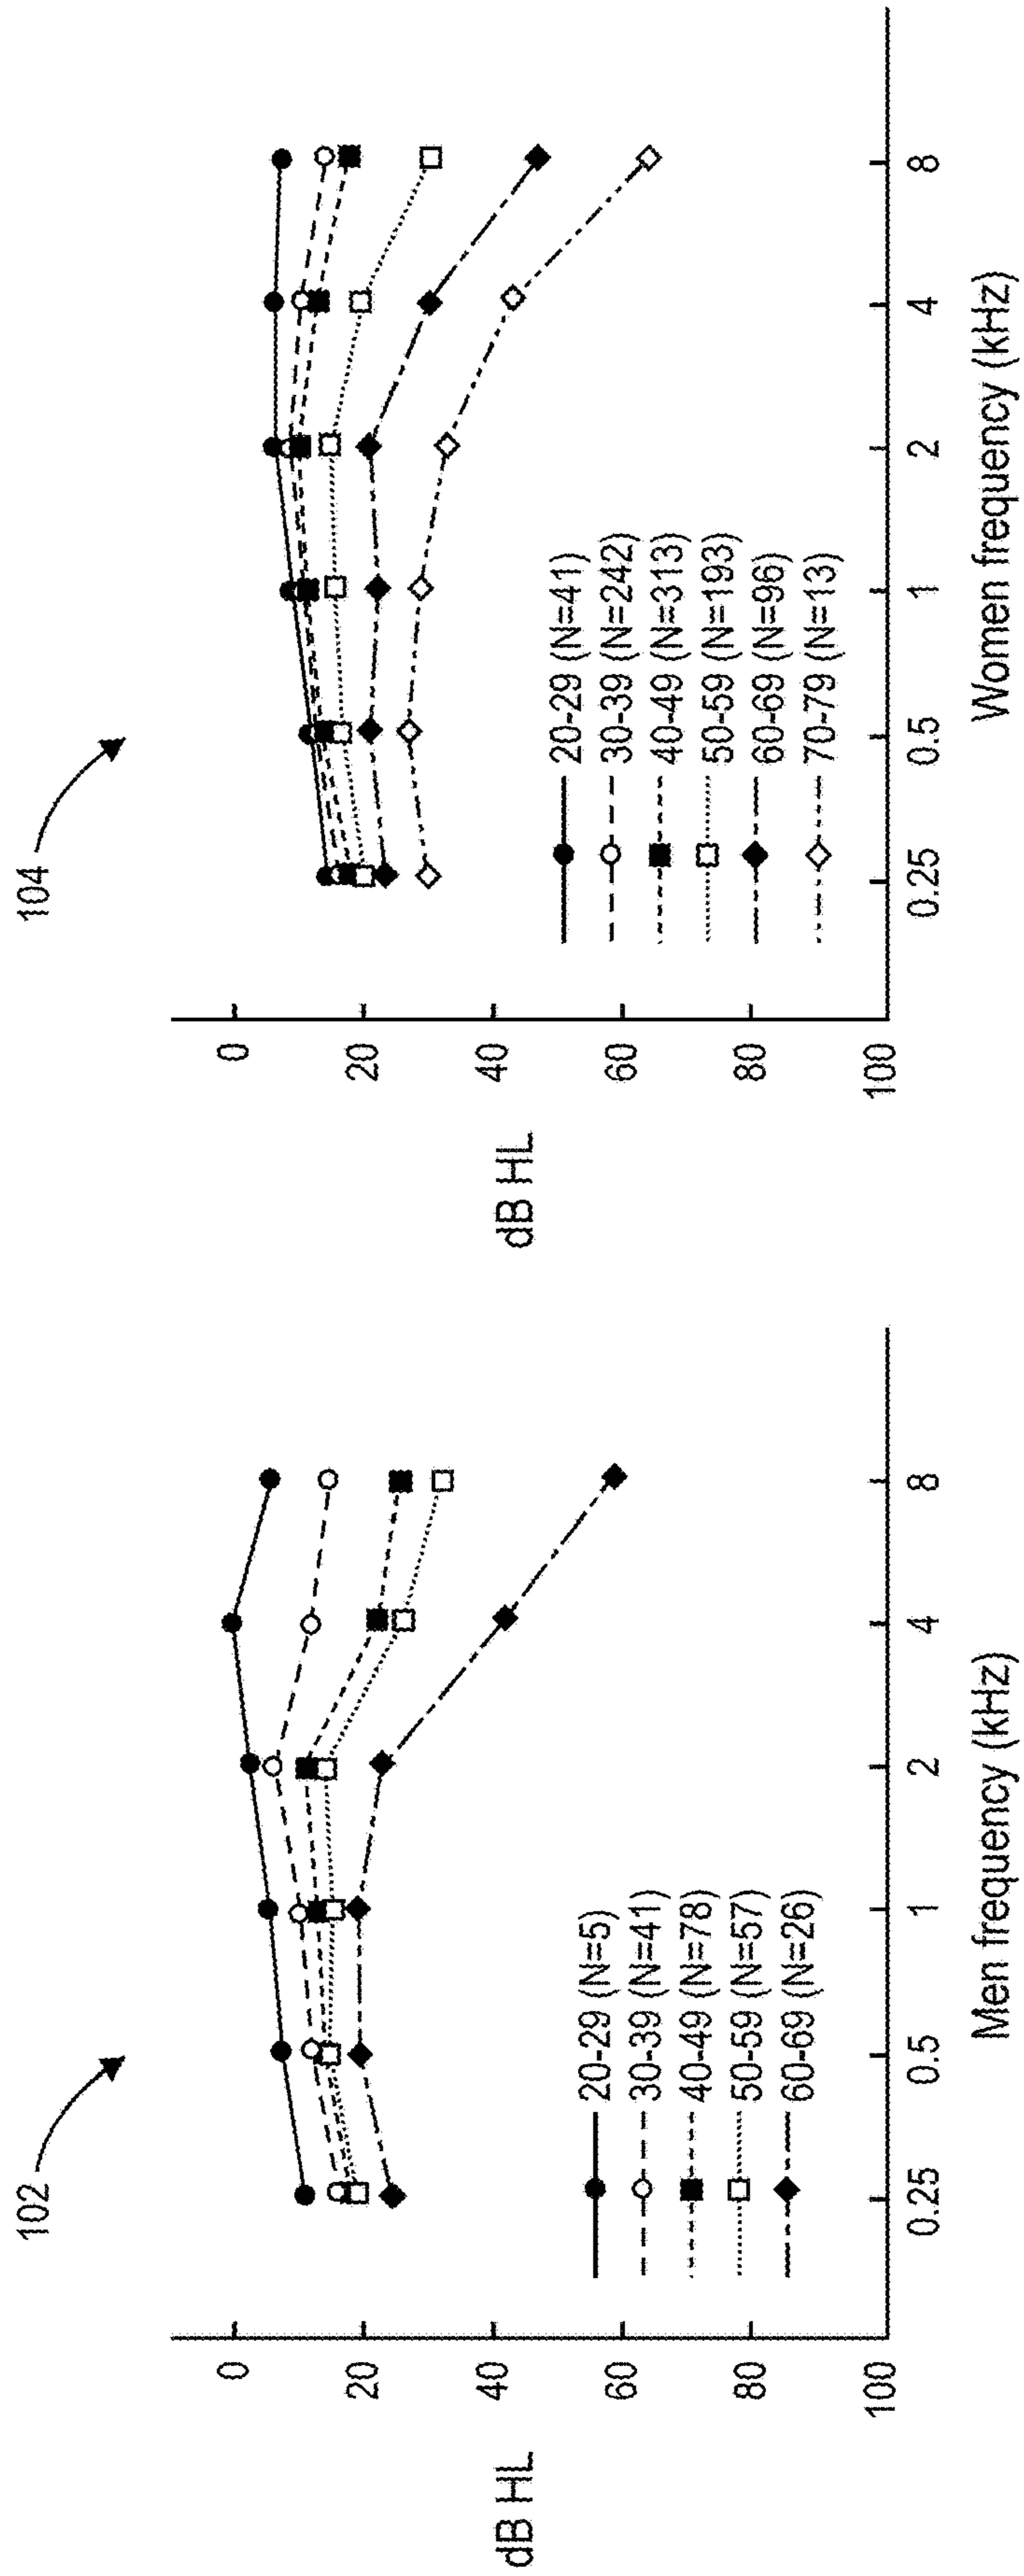 102
dB HL
0
20
40
60
80
100
20-29 (N=5)
30-39 (N=41)
40-49 (N=78)
50-59 (N=57)
60-69 (N=26)
0.25 0.5 1 2 4 8
Men frequency (kHz)
104
dB HL
0
20
40
60
80
100
20-29 (N=41)
30-39 (N=242)
40-49 (N=313)
50-59 (N=193)
60-69 (N=96)
70-79 (N=13)
0.25 0.5 1 2 4 8
Women frequency (kHz)